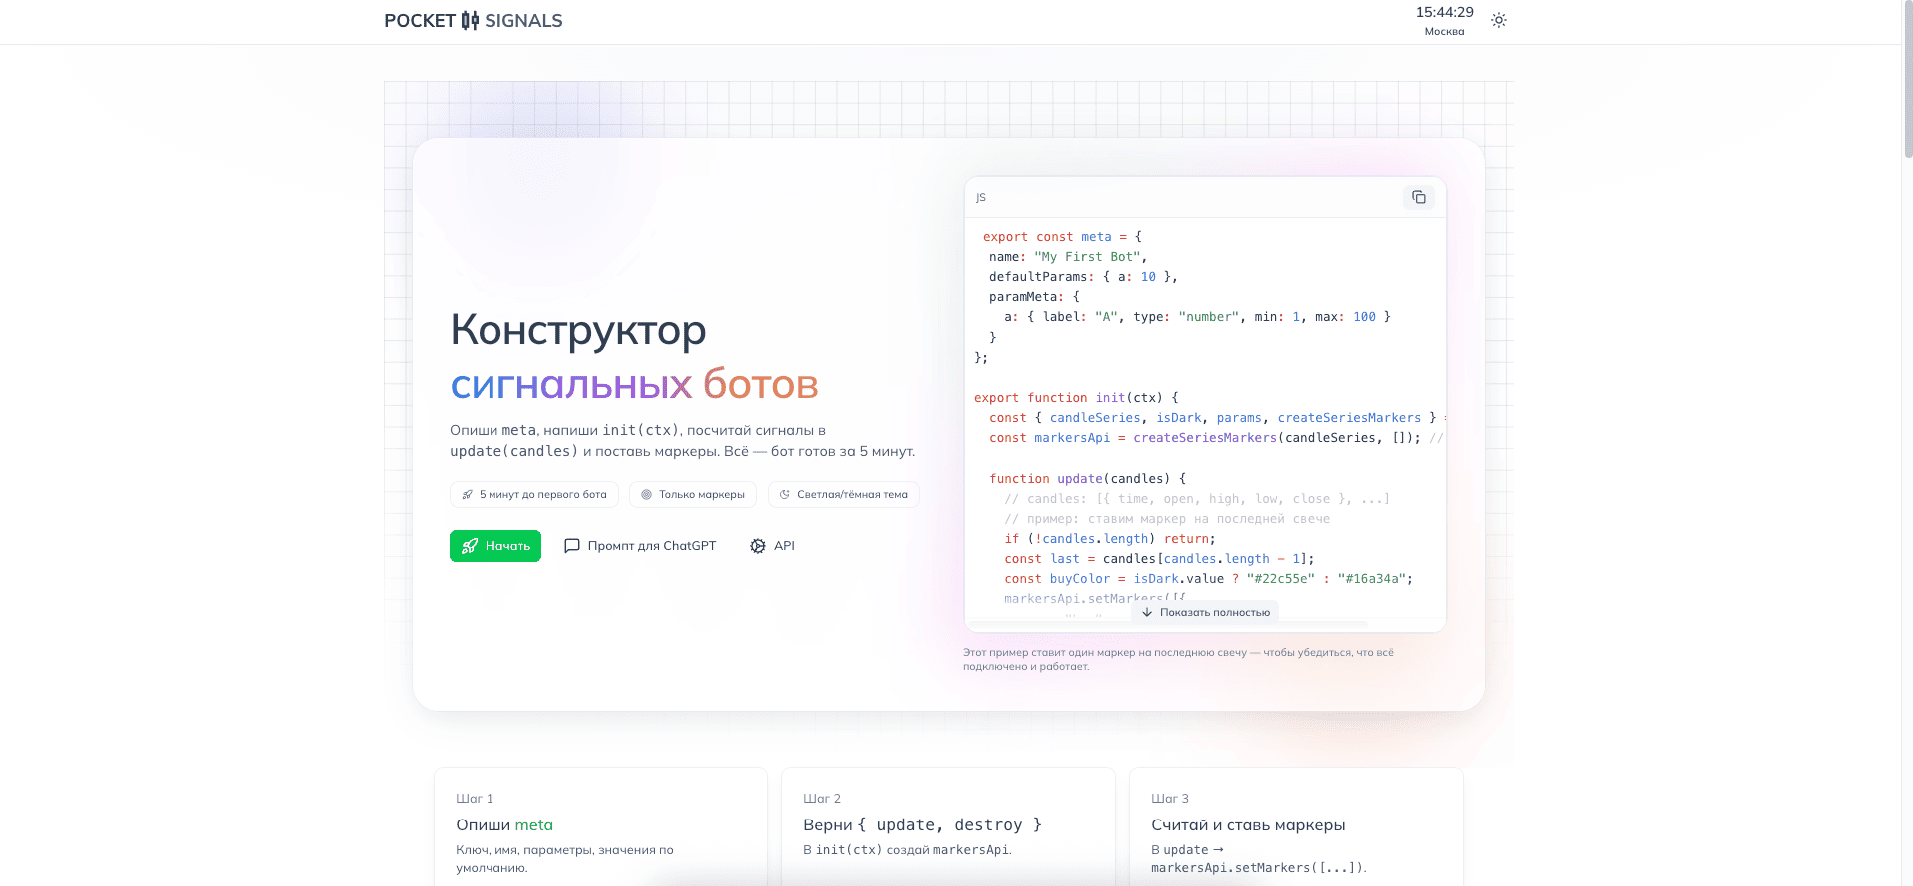 POCKET SIGNALS
15:44:29
Москва
Конструктор
сигнальных ботов
Опиши meta, напиши init(ctx), посчитай сигналы в
update(candles) и поставь маркеры. Всё — бот готов за 5 минут.
5 минут до первого бота
Только маркеры
Светлая/тёмная тема
Начать
Промпт для ChatGPT
API
JS
export const meta = {
name: "My First Bot",
defaultParams: { a: 10 },
paramMeta: {
a: { label: "A", type: "number", min: 1, max: 100 }
}
};
export function init(ctx) {
const { candleSeries, isDark, params, createSeriesMarkers } =
const markersApi = createSeriesMarkers(candleSeries, []); //
function update(candles) {
// candles: [{ time, open, high, low, close }, ...]
// пример: ставим маркер на последней свече
if (!candles.length) return;
const last = candles[candles.length - 1];
const buyColor = isDark.value ? "#22c55e" : "#16a34a";
markersApi.setMarkers([{
Показать полностью
Этот пример ставит один маркер на последнюю свечу — чтобы убедиться, что всё
подключено и работает.
Шаг 1
Опиши meta
Ключ, имя, параметры, значения по
умолчанию.
Шаг 2
Верни { update, destroy }
В init(ctx) создай markersApi.
Шаг 3
Считай и ставь маркеры
В update →
markersApi.setMarkers([...]).